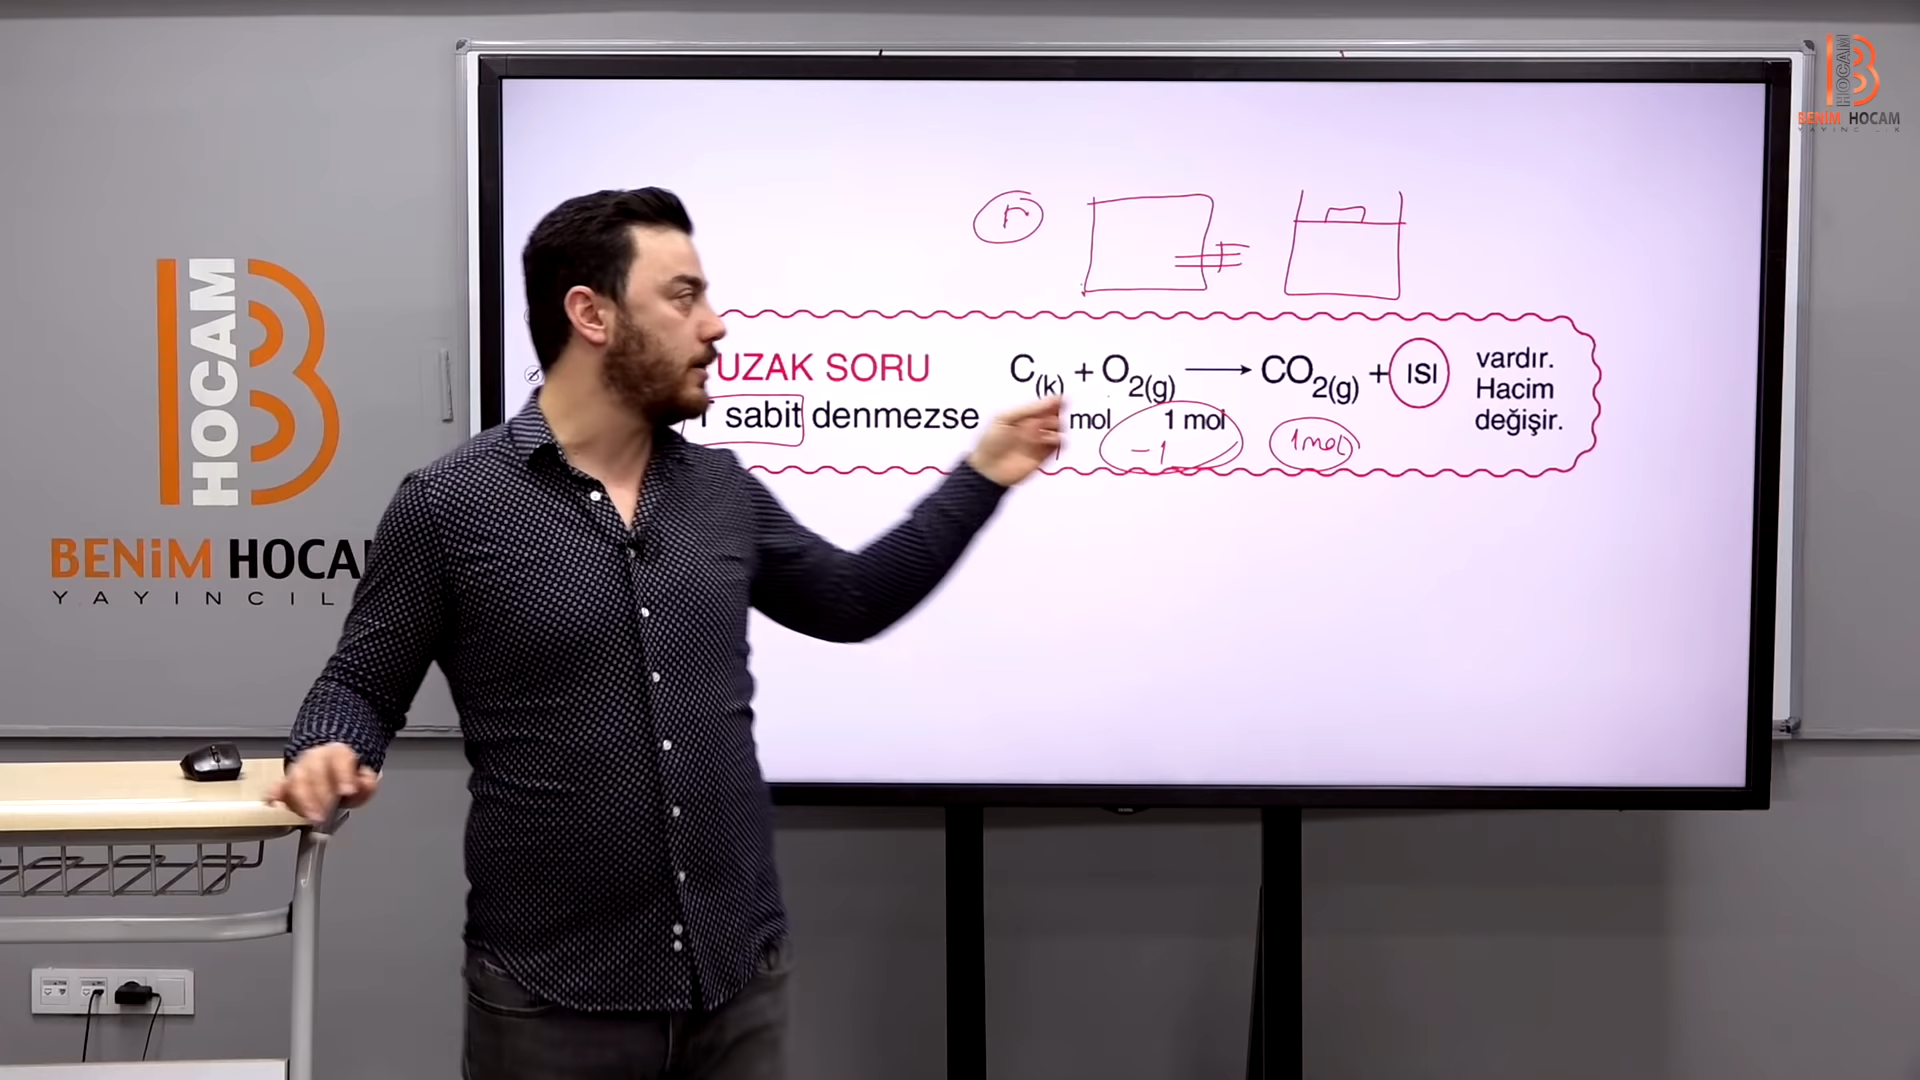 HOCAM
BENİM HOCAM
n
UZAK SORU
C(k) + O2(g) → CO2(g) + ISI
vardır.
Hacim
değişir.
T sabit denmezse
mol 1 mol 1mol
-1
HOCAM
BENiM
YAYINCIL